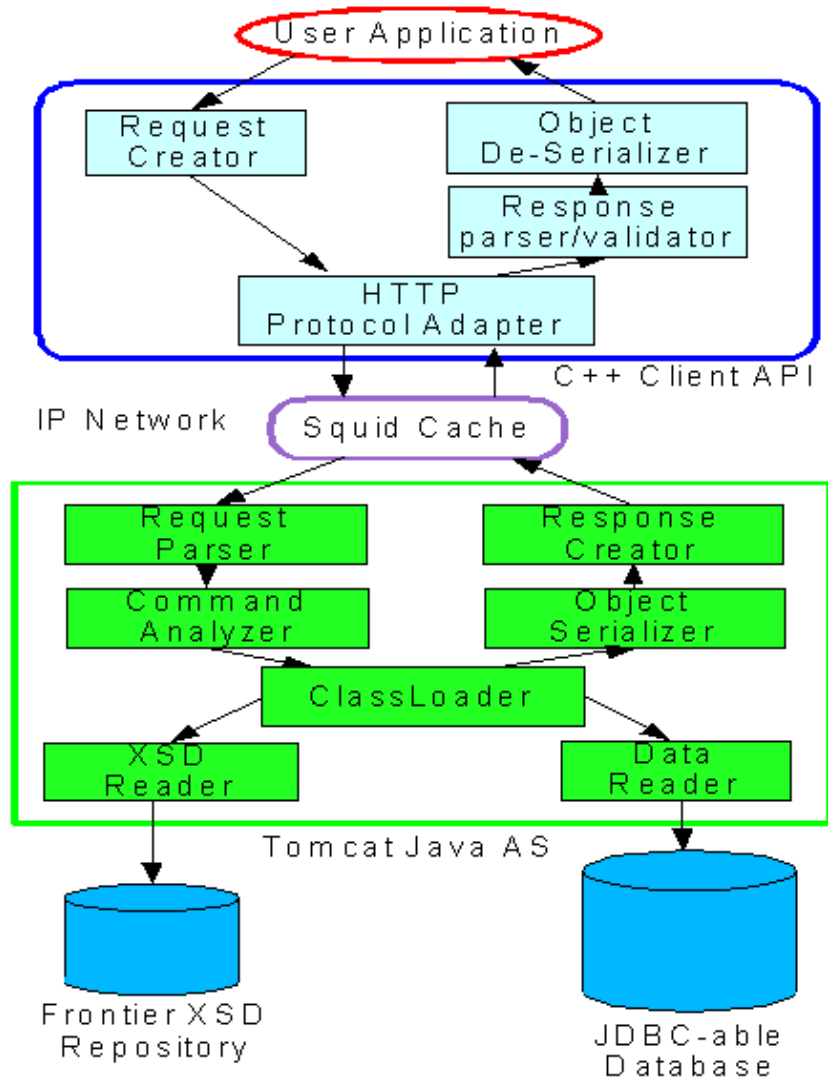 User Application
Request
Creator
Object
De-Serializer
Response
parser/validator
HTTP
Protocol Adapter
C++ Client API
IP Network
Squid Cache
Request
Parser
Response
Creator
Command
Analyzer
Object
Serializer
ClassLoader
XSD
Reader
Data
Reader
Tomcat Java AS
Frontier XSD
Repository
JDBC-able
Database